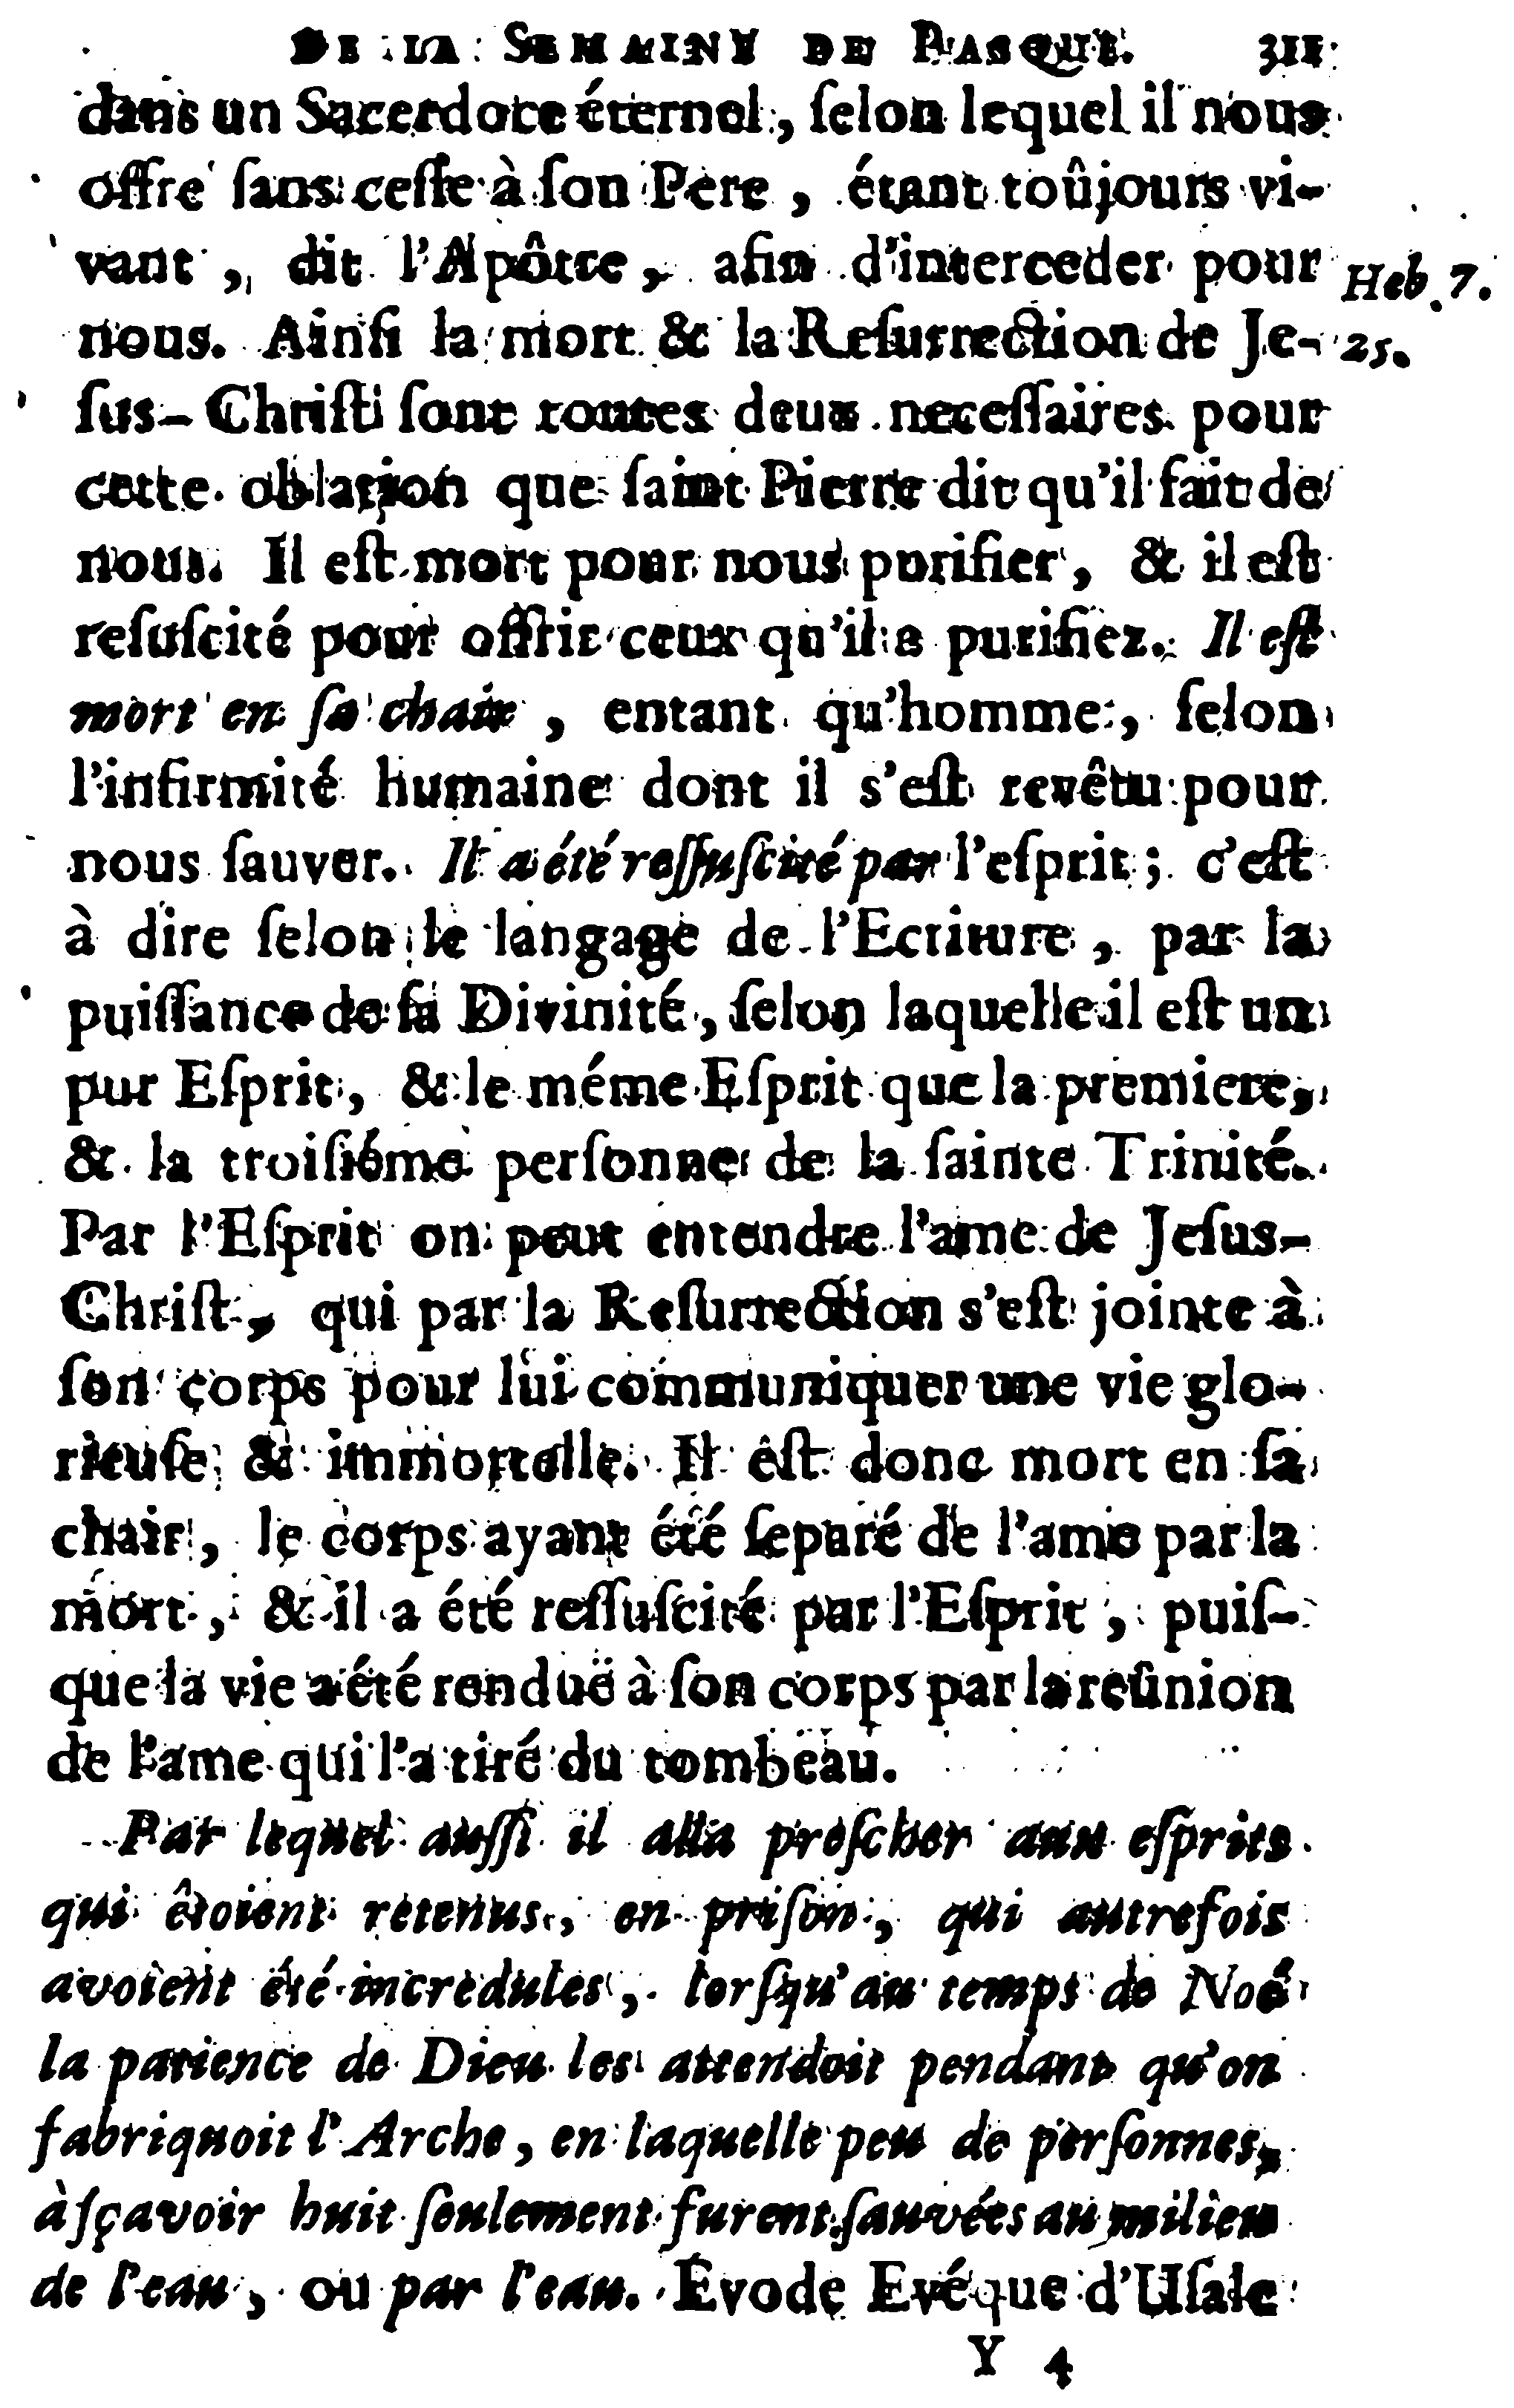 DE LA SEMAINE DE PASQUE. 311
dans un Sacerdoce éternel, ſelon lequel il nous
offre ſans ceſſe à ſon Pere, étant toûjours vi-
vant, dit l'Apôtre, afin d'interceder pour Heb. 7.
nous. Ainſi la mort & la Reſurrection de Je- 25.
ſus-Chriſt ſont toutes deux neceſſaires pour
cette oblation que ſaint Pierre dit qu'il fait de
nous. Il eſt mort pour nous purifier, & il eſt
reſuſcité pour offrir ceux qu'il a purifiez. Il eſt
mort en ſa chair, entant qu'homme, ſelon
l'infirmité humaine dont il s'eſt revêtu pour
nous ſauver. Il a été reſſuſcité par l'eſprit; c'eſt
à dire ſelon le langage de l'Ecriture, par la
puiſſance de ſa Divinité, ſelon laquelle il eſt un
pur Eſprit, & le méme Eſprit que la premiere,
& la troiſiéme perſonne de la ſainte Trinité.
Par l'Eſprit on peut entendre l'ame de Jeſus-
Chriſt, qui par la Reſurrection s'eſt jointe à
ſon corps pour lui communiquer une vie glo-
rieuſe & immortelle. Il eſt donc mort en ſa
chair, le corps ayant été ſeparé de l'ame par la
mort, & il a été reſſuſcité par l'Eſprit, puiſ-
que la vie a été renduë à ſon corps par la reünion
de l'ame qui l'a tiré du tombeau.
Par lequel auſſi il alla preſcher aux eſprits
qui êtoient retenus, en priſon, qui autrefois
avoient été incredules, lorſqu'au temps de Noé
la patience de Dieu les attendoit pendant qu'on
fabriquoit l'Arche, en laquelle peu de perſonnes,
à ſçavoir huit ſeulement furent ſauvées au milieu
de l'eau, ou par l'eau. Evode Evéque d'Uſale
Y 4